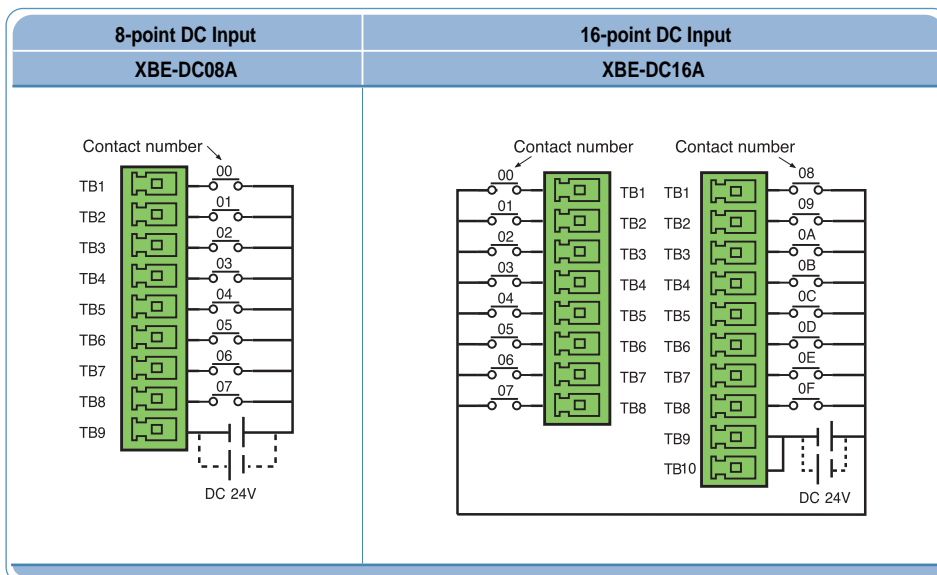 8-point DC Input
16-point DC Input
XBE-DC08A
XBE-DC16A
Contact number
00
TB1
01
TB2
02
TB3
03
TB4
04
TB5
05
TB6
06
TB7
07
TB8
TB9
DC 24V
Contact number
Contact number
00
TB1
TB1
08
01
TB2
TB2
09
02
TB3
TB3
0A
03
TB4
TB4
0B
04
TB5
TB5
0C
05
TB6
TB6
0D
06
TB7
TB7
0E
07
TB8
TB8
0F
TB9
TB10
DC 24V